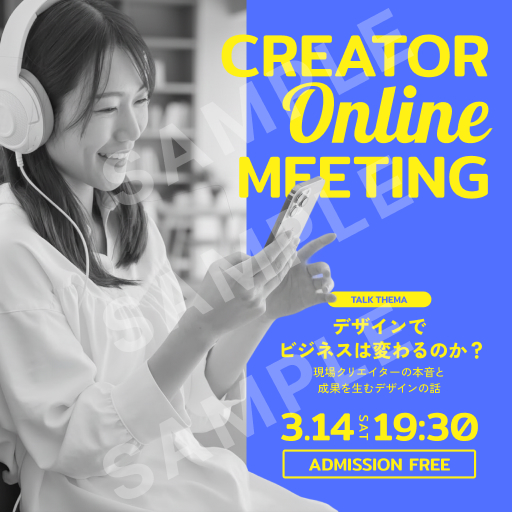 CREATOR
Online
MEETING
TALK THEMA
デザインで
ビジネスは変わるのか？
現場クリエイターの本音と
成果を生むデザインの話
3.14 SAT 19:30
ADMISSION FREE
SAMPLE
SAMPLE
SAMPLE